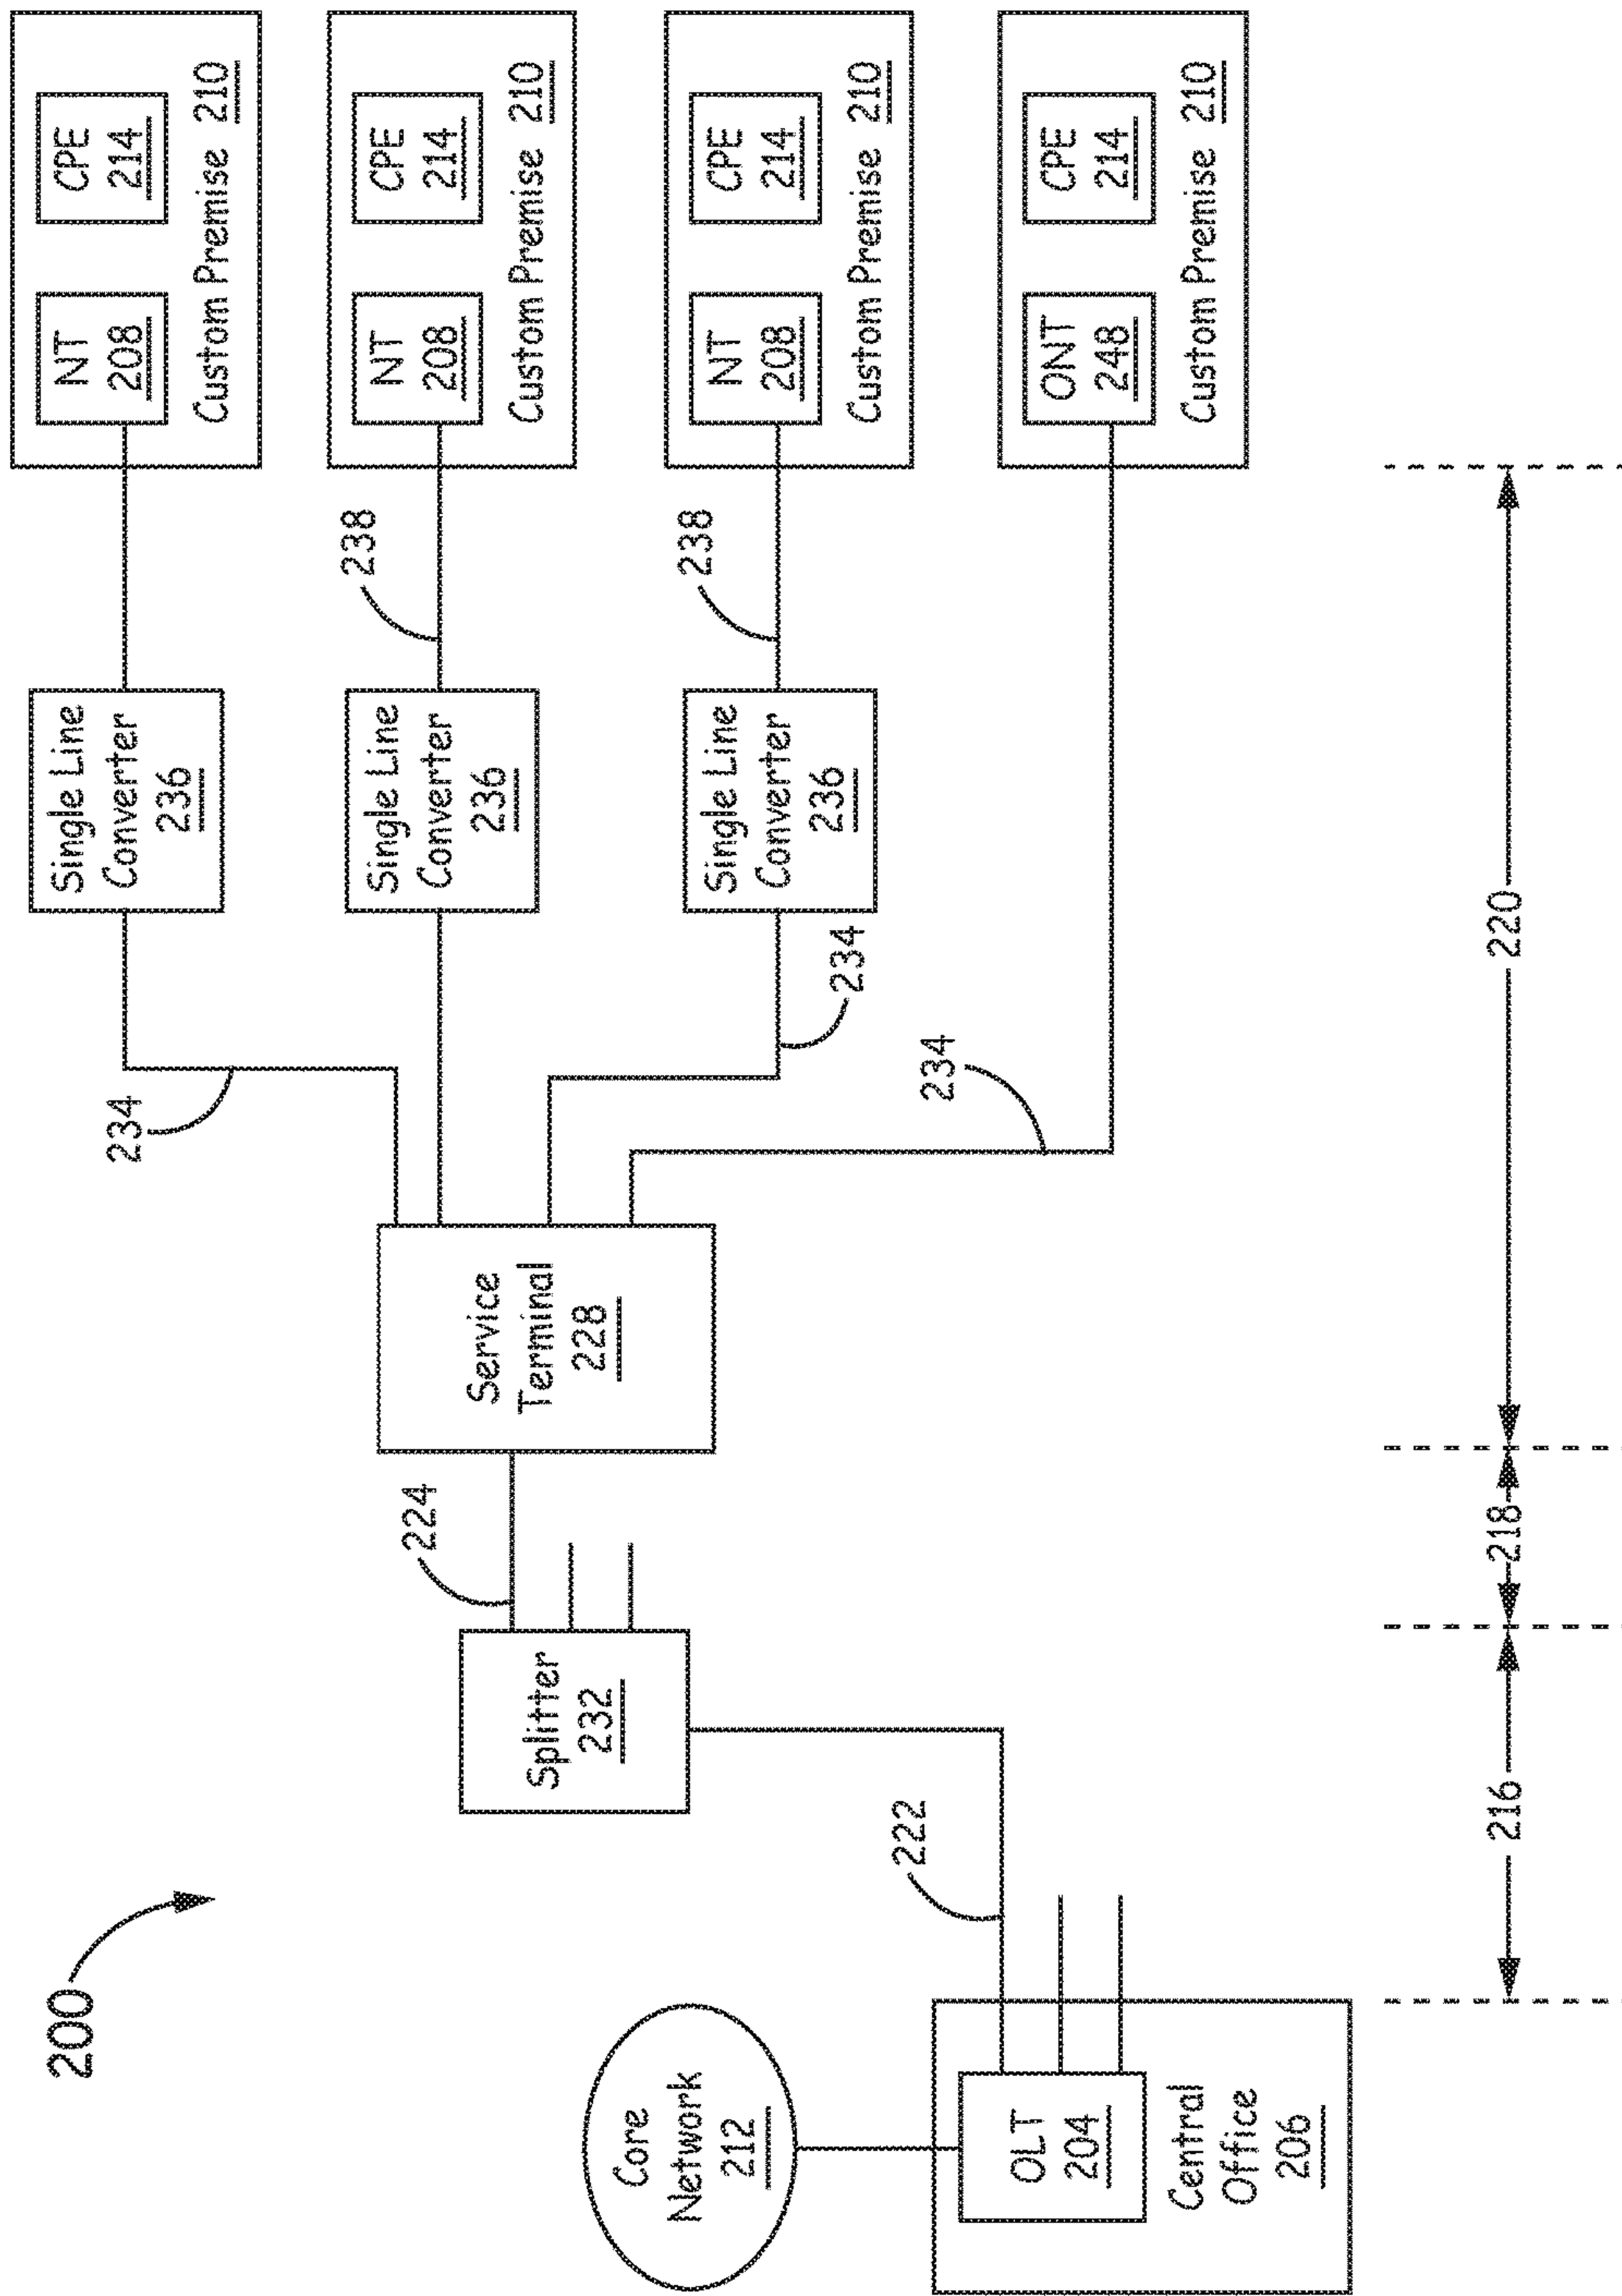 200
Core
Network
212
OLT
204
Central
Office
206
222
Splitter
232
224
Service
Terminal
228
234
234
234
Single Line
Converter
236
Single Line
Converter
236
Single Line
Converter
236
238
238
NT
208
CPE
214
Custom Premise 210
NT
208
CPE
214
Custom Premise 210
NT
208
CPE
214
Custom Premise 210
ONT
248
CPE
214
Custom Premise 210
216
218
220